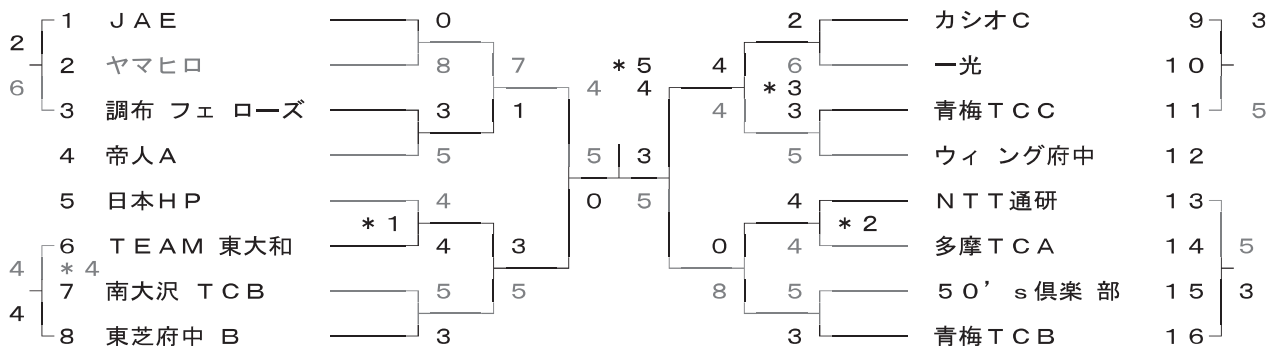 1 ＪＡＥ 0 2 カシオＣ 9 3
2
2 ヤマヒロ 8 7 ＊5 4 6 一光 10
6 4 4 ＊3
3 調布 フェ ローズ 3 1 4 3 青梅ＴＣＣ 11 5
4 帝人Ａ 5 5 3 5 ウィ ング府中 12
5 日本ＨＰ 4 0 5 4 ＮＴＴ通研 13
＊1 ＊2
6 ＴＥＡＭ 東大和 4 3 0 4 多摩ＴＣＡ 14 5
4 ＊4
7 南大沢 ＴＣＢ 5 5 8 5 ５０’ｓ倶楽 部 15 3
4
8 東芝府中 Ｂ 3 3 青梅ＴＣＢ 16